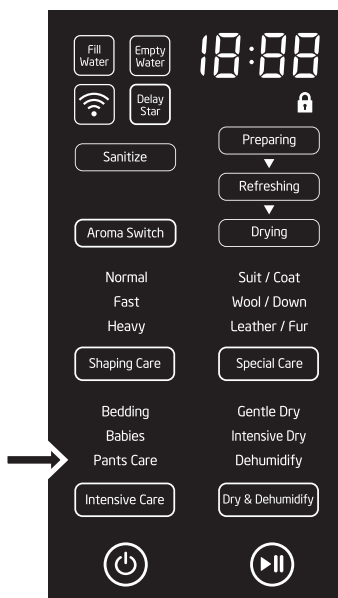 Fill
Water
Empty
Water
18:88
Delay
Star
Sanitize
Preparing
Refreshing
Drying
Aroma Switch
Normal
Fast
Heavy
Shaping Care
Suit / Coat
Wool / Down
Leather / Fur
Special Care
Bedding
Babies
Pants Care
Intensive Care
Gentle Dry
Intensive Dry
Dehumidify
Dry & Dehumidify